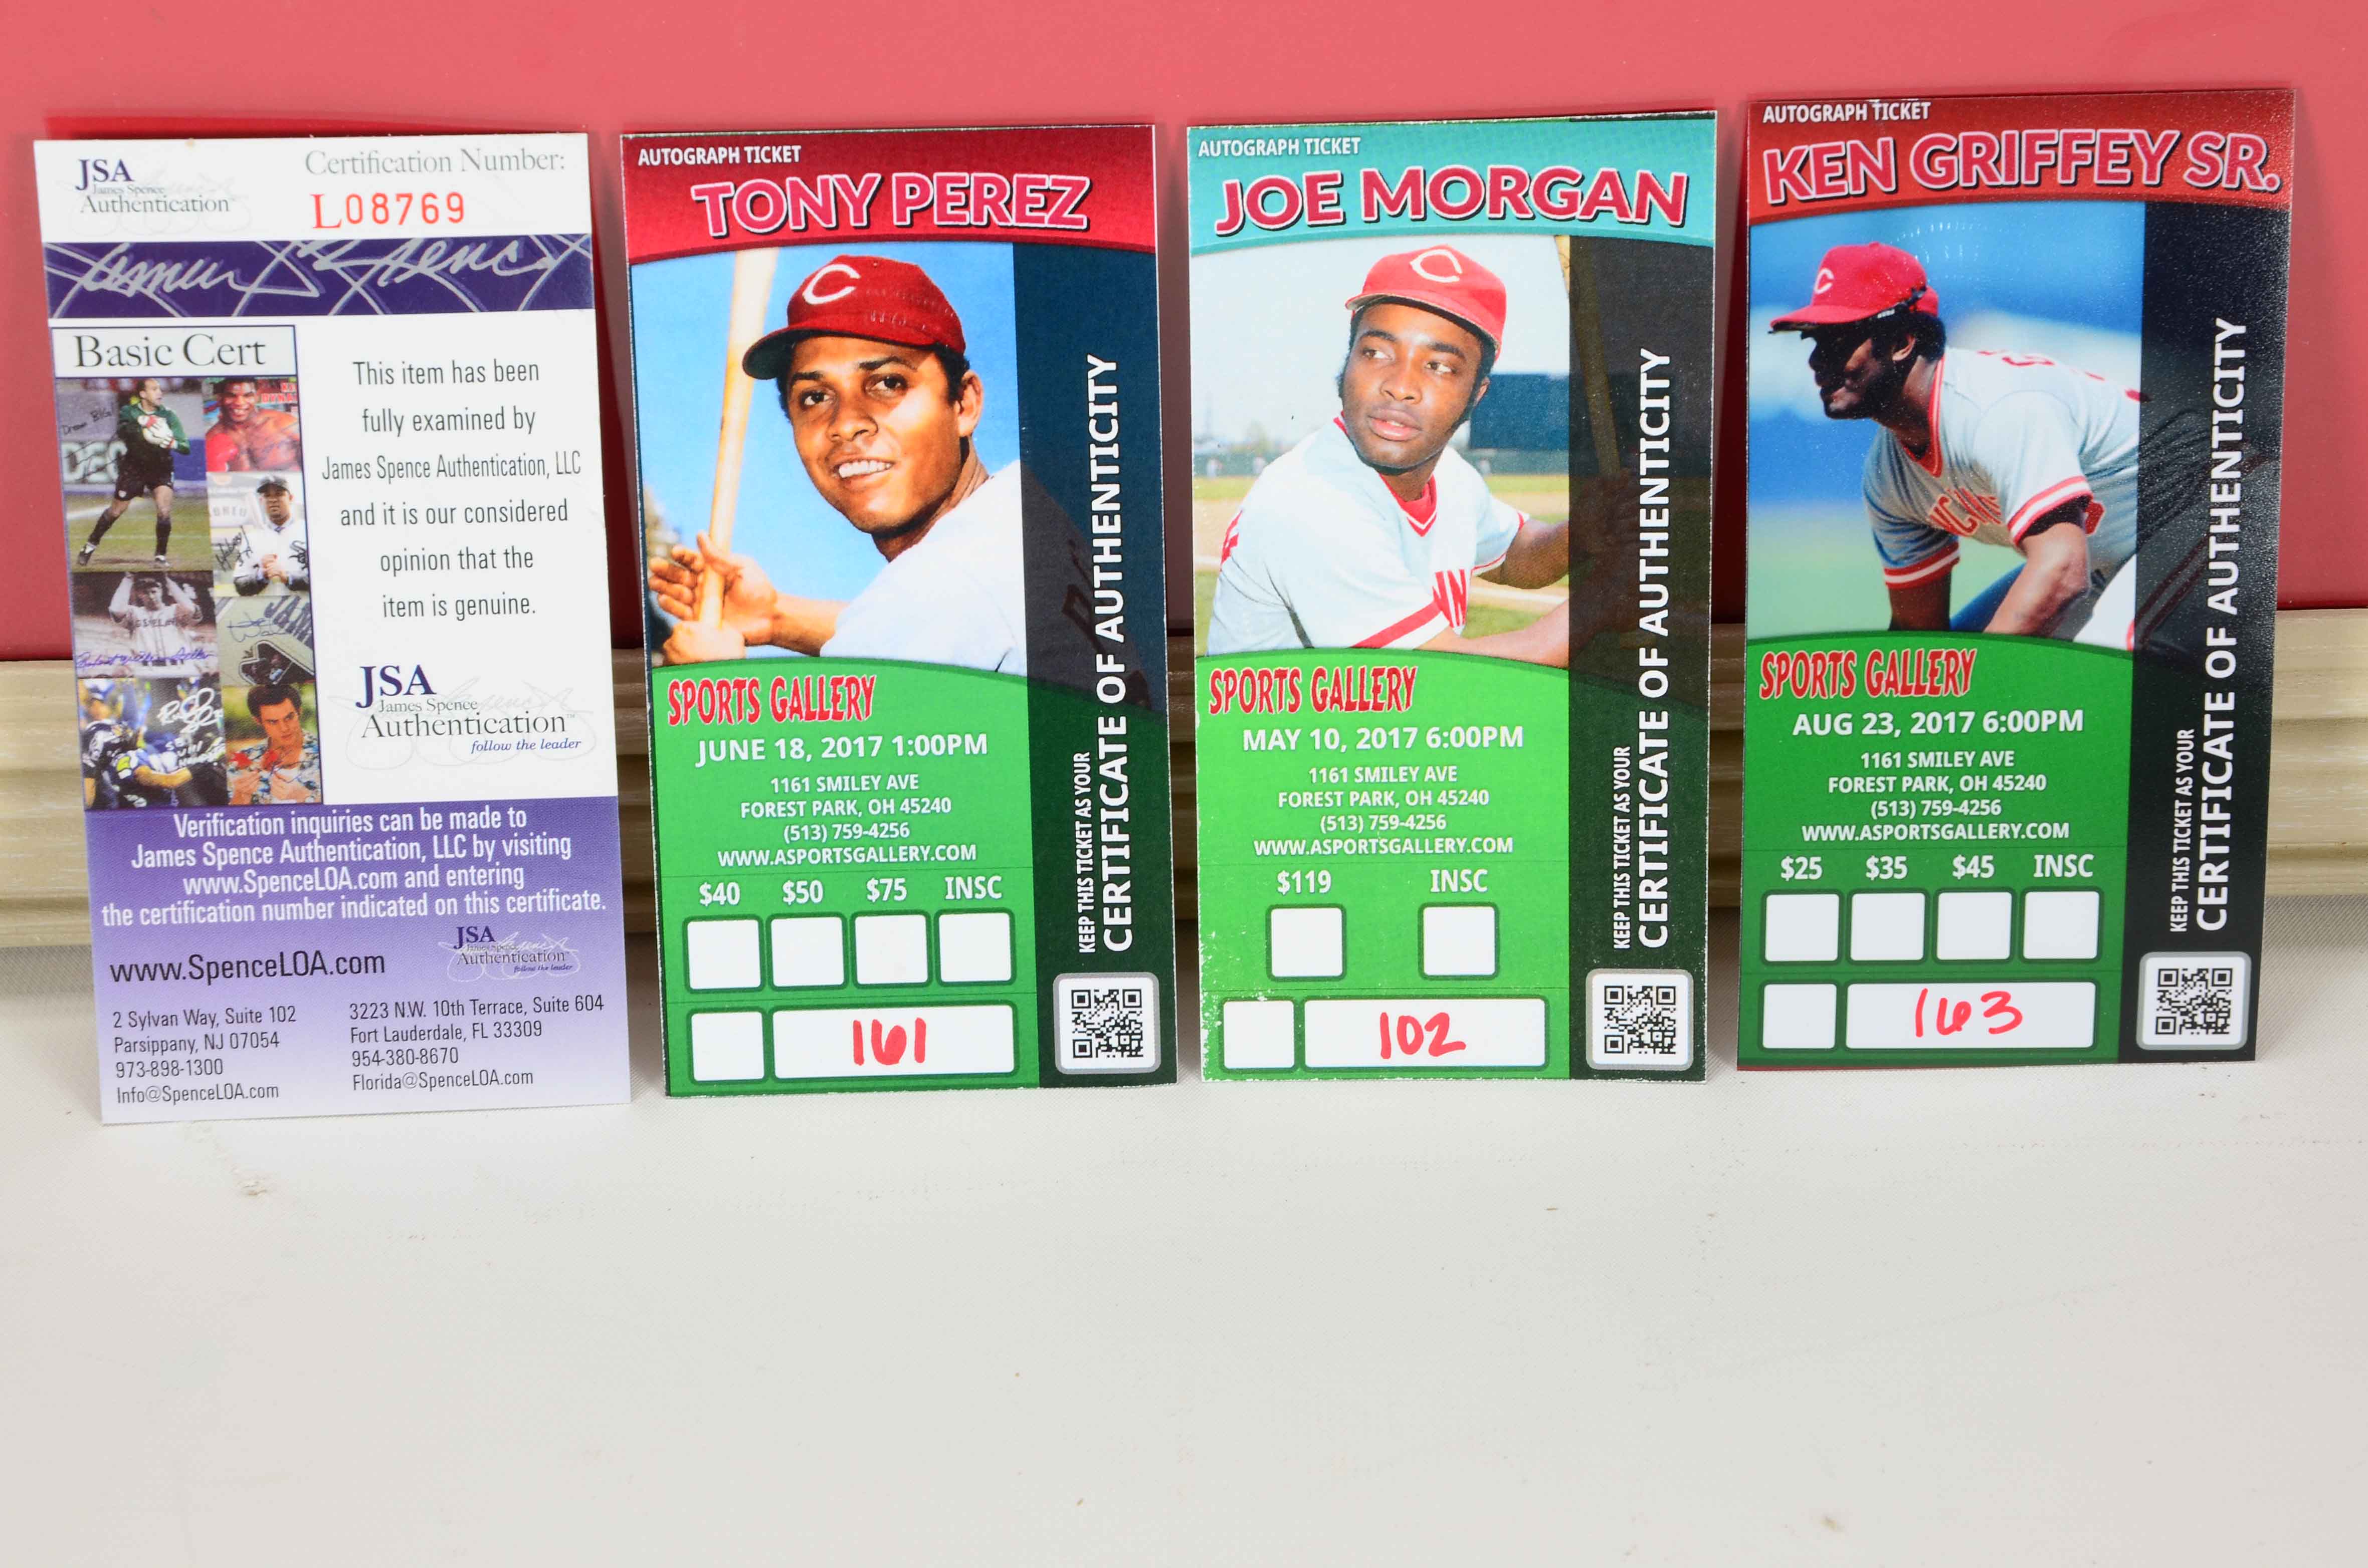 JSA
James Spence
Authentication
Certification Number:
L08769
James Spence
Basic Cert
This item has been
fully examined by
James Spence Authentication, LLC
and it is our considered
opinion that the
item is genuine.
JSA
James Spence
Authentication™
follow the leader
Verification inquiries can be made to
James Spence Authentication, LLC by visiting
www.SpenceLOA.com and entering
the certification number indicated on this certificate.
www.SpenceLOA.com
JSA
James Spence
Authentication
follow the leader
2 Sylvan Way, Suite 102
Parsippany, NJ 07054
973-898-1300
Info@SpenceLOA.com
3223 N.W. 10th Terrace, Suite 604
Fort Lauderdale, FL 33309
954-380-8670
Florida@SpenceLOA.com
AUTOGRAPH TICKET
TONY PEREZ
C
SPORTS GALLERY
JUNE 18, 2017 1:00PM
1161 SMILEY AVE
FOREST PARK, OH 45240
(513) 759-4256
WWW.ASPORTSGALLERY.COM
$40 $50 $75 INSC
161
KEEP THIS TICKET AS YOUR
CERTIFICATE OF AUTHENTICITY
AUTOGRAPH TICKET
JOE MORGAN
C
SPORTS GALLERY
MAY 10, 2017 6:00PM
1161 SMILEY AVE
FOREST PARK, OH 45240
(513) 759-4256
WWW.ASPORTSGALLERY.COM
$119 INSC
102
KEEP THIS TICKET AS YOUR
CERTIFICATE OF AUTHENTICITY
AUTOGRAPH TICKET
KEN GRIFFEY SR.
C
SPORTS GALLERY
AUG 23, 2017 6:00PM
1161 SMILEY AVE
FOREST PARK, OH 45240
(513) 759-4256
WWW.ASPORTSGALLERY.COM
$25 $35 $45 INSC
163
KEEP THIS TICKET AS YOUR
CERTIFICATE OF AUTHENTICITY